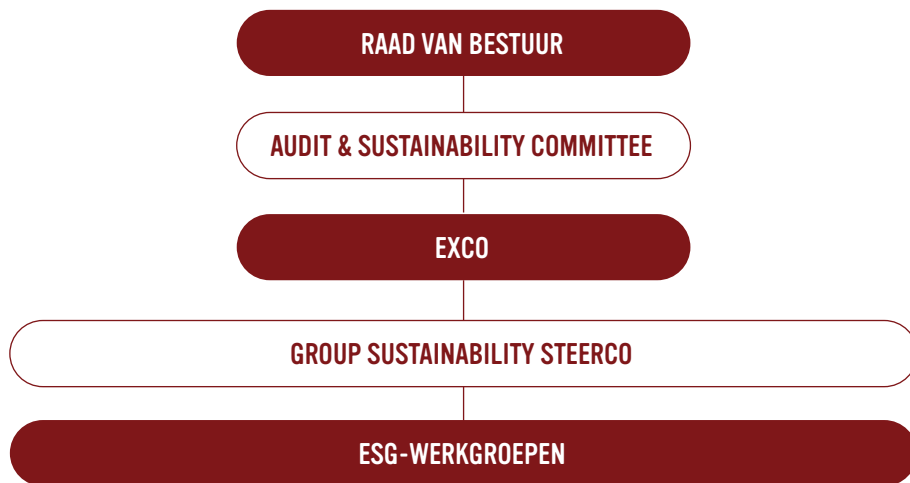 RAAD VAN BESTUUR
AUDIT & SUSTAINABILITY COMMITTEE
EXCO
GROUP SUSTAINABILITY STEERCO
ESG-WERKGROEPEN